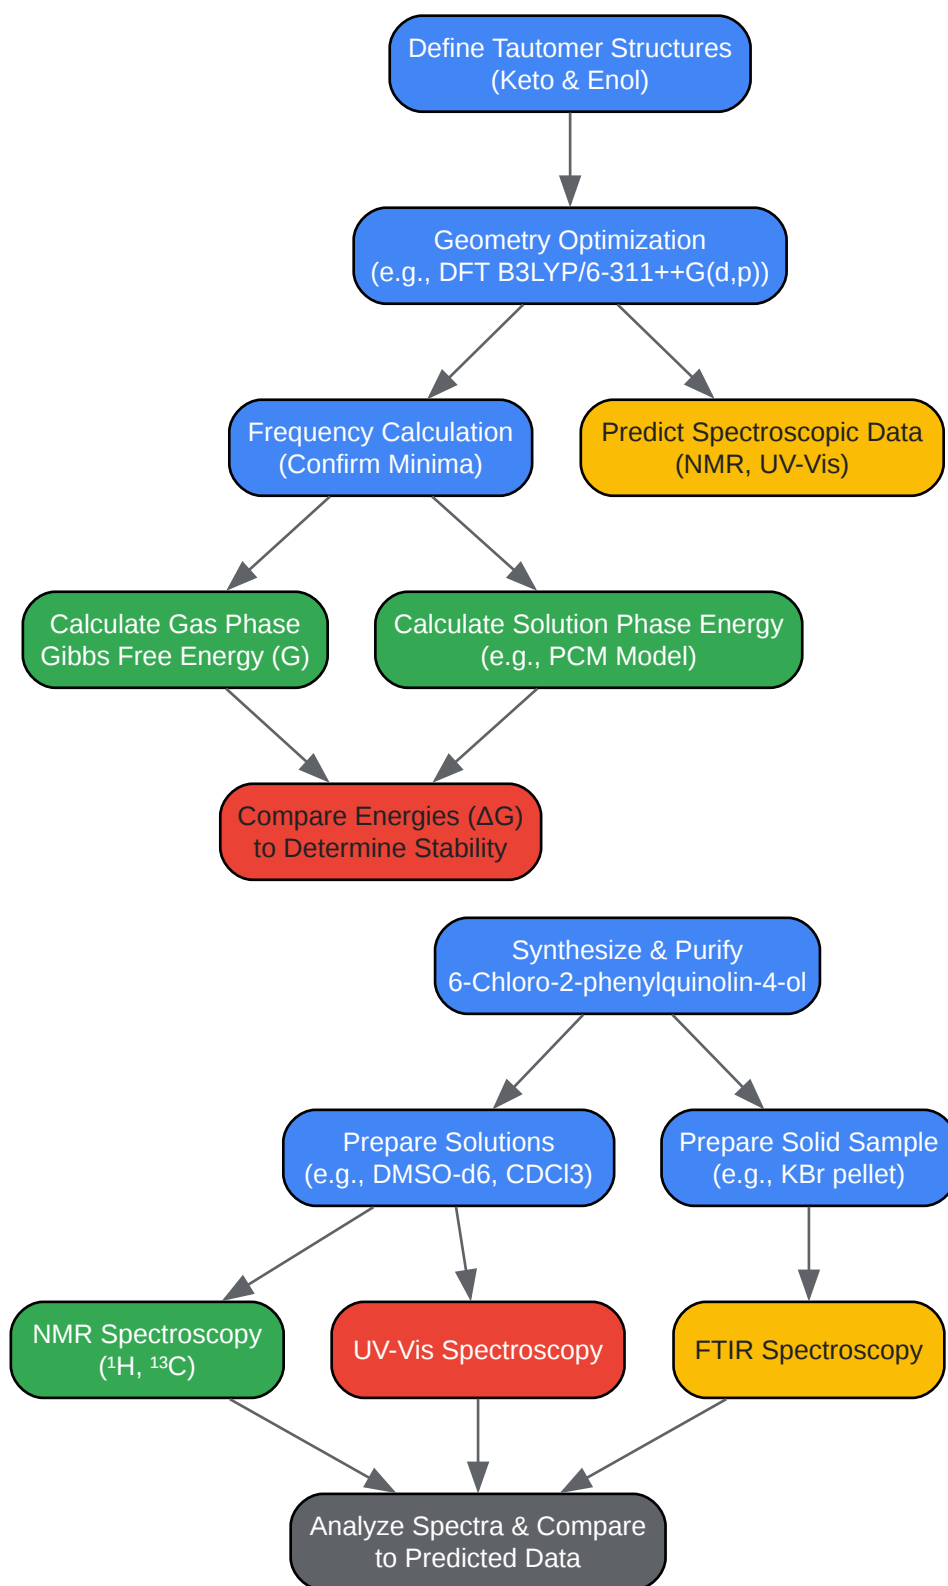 Define Tautomer Structures
(Keto & Enol)
Geometry Optimization
(e.g., DFT B3LYP/6-311++G(d,p))
Frequency Calculation
(Confirm Minima)
Predict Spectroscopic Data
(NMR, UV-Vis)
Calculate Gas Phase
Gibbs Free Energy (G)
Calculate Solution Phase Energy
(e.g., PCM Model)
Compare Energies (ΔG)
to Determine Stability
Synthesize & Purify
6-Chloro-2-phenylquinolin-4-ol
Prepare Solutions
(e.g., DMSO-d6, CDCl3)
Prepare Solid Sample
(e.g., KBr pellet)
NMR Spectroscopy
(¹H, ¹³C)
UV-Vis Spectroscopy
FTIR Spectroscopy
Analyze Spectra & Compare
to Predicted Data